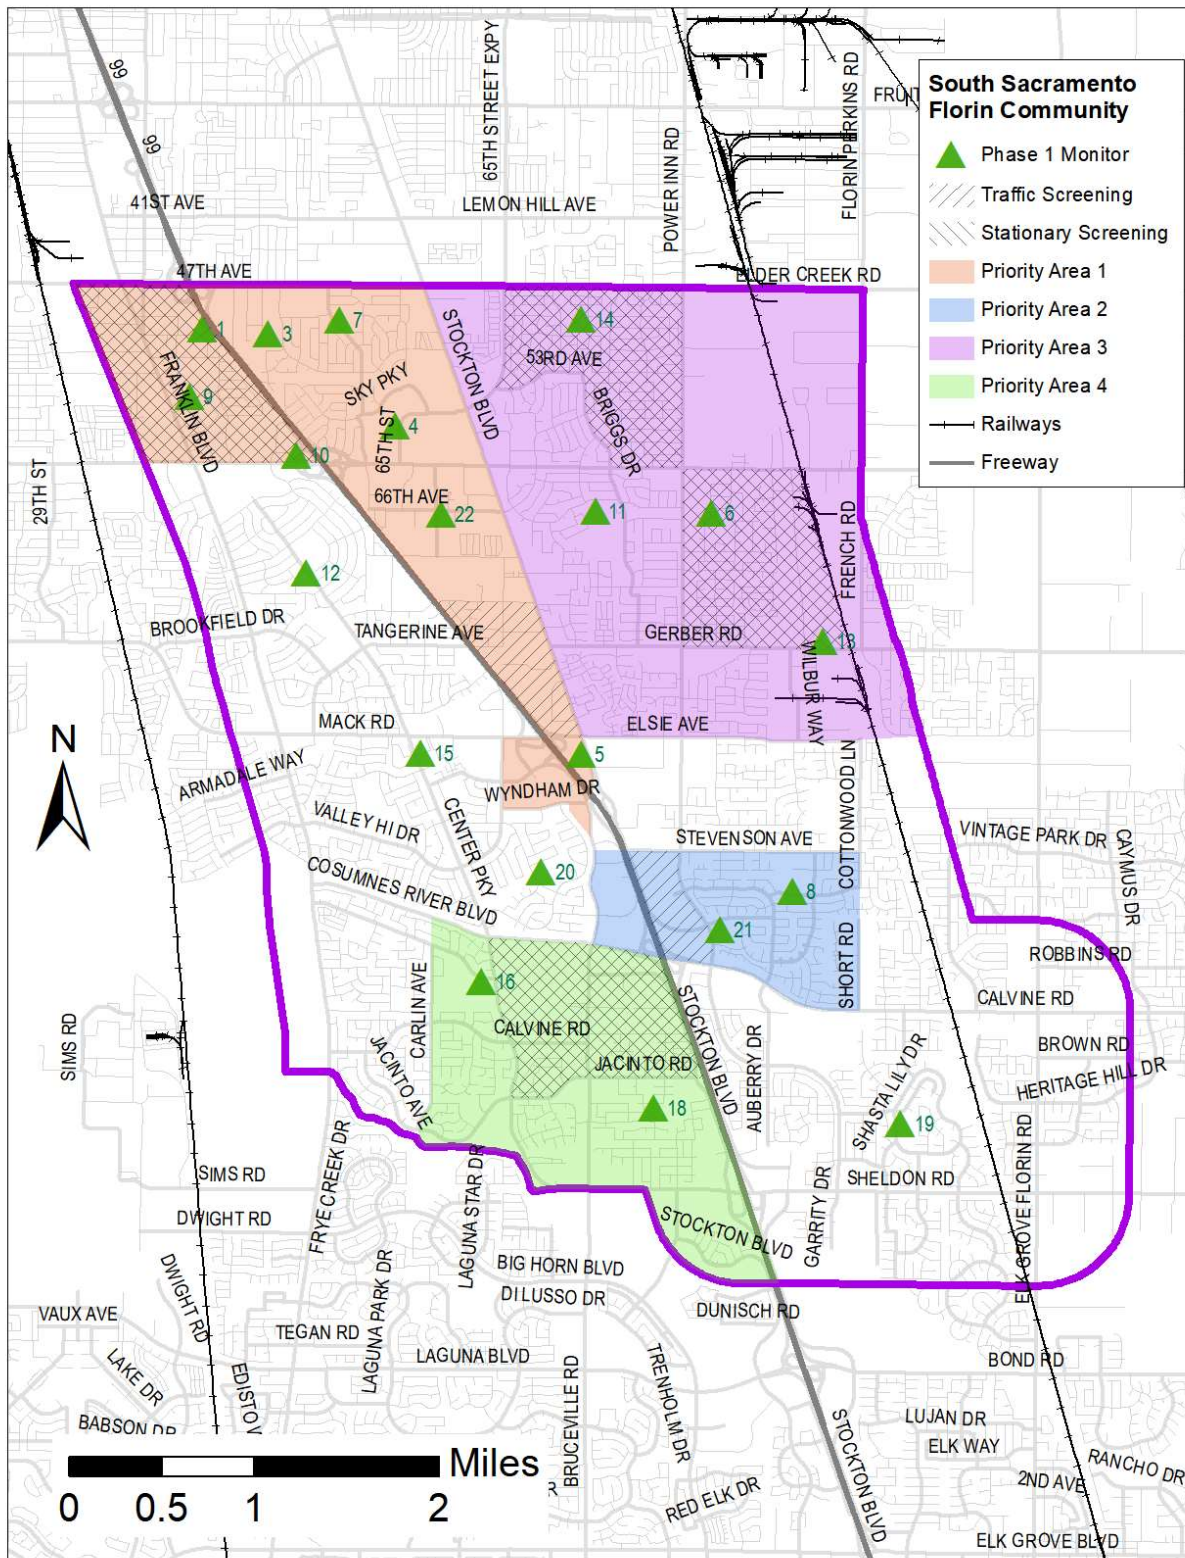 99
65TH STREET EXPY
FLORIN PERKINS RD
South Sacramento
Florin Community
Phase 1 Monitor
Traffic Screening
Stationary Screening
Priority Area 1
Priority Area 2
Priority Area 3
Priority Area 4
Railways
Freeway
99
POWER INN RD
41ST AVE
LEMON HILL AVE
47TH AVE
ELDER CREEK RD
1
3
7
14
STOCKTON BLVD
53RD AVE
FRANKLIN BLVD
SKY PKY
9
65TH ST
4
BRIGGS DR
10
29TH ST
66TH AVE
22
11
6
FRENCH RD
12
BROOKFIELD DR
TANGERINE AVE
GERBER RD
13
WILBUR WAY
N
MACK RD
ELSIE AVE
15
5
ARMADALE WAY
WYNDHAM DR
COTTONWOOD LN
VALLEY HI DR
CENTER PKY
STEVENSON AVE
VINTAGE PARK DR
CAYMUS DR
COSUMNES RIVER BLVD
20
8
21
SHORT RD
ROBBINS RD
16
CARLIN AVE
STOCKTON BLVD
CALVINE RD
CALVINE RD
SIMS RD
JACINTO AVE
JACINTO RD
AUBERRY DR
SHASTA LILY DR
BROWN RD
HERITAGE HILL DR
18
19
FRYE CREEK DR
SIMS RD
LAGUNA STAR DR
SHELDON RD
ELK GROVE FLORIN RD
DWIGHT RD
STOCKTON BLVD
GARRITY DR
DWIGHT RD
LAGUNA PARK DR
BIG HORN BLVD
DI LUSSO DR
DUNISCH RD
VAUX AVE
TEGAN RD
LAGUNA BLVD
BOND RD
LAKE DR
BRUCEVILLE RD
TRENHOLM DR
STOCKTON BLVD
LUJAN DR
BABSON DR
ELK WAY
RANCHO DR
Miles
2ND AVE
0 0.5 1 2
RED ELK DR
ELK GROVE BLVD